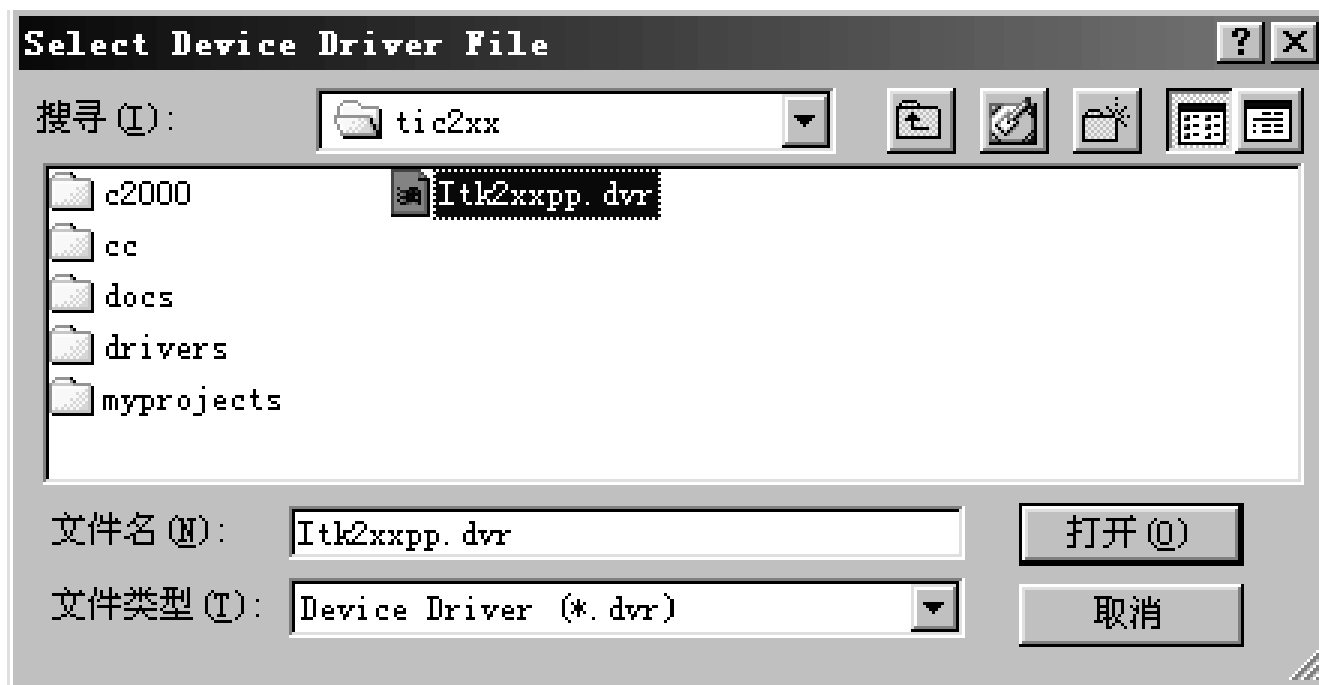 Select Device Driver File
搜寻(I):
tic2xx
c2000
Itk2xxpp.dvr
cc
docs
drivers
myprojects
文件名(N):
Itk2xxpp.dvr
打开(O)
文件类型(T):
Device Driver (*.dvr)
取消